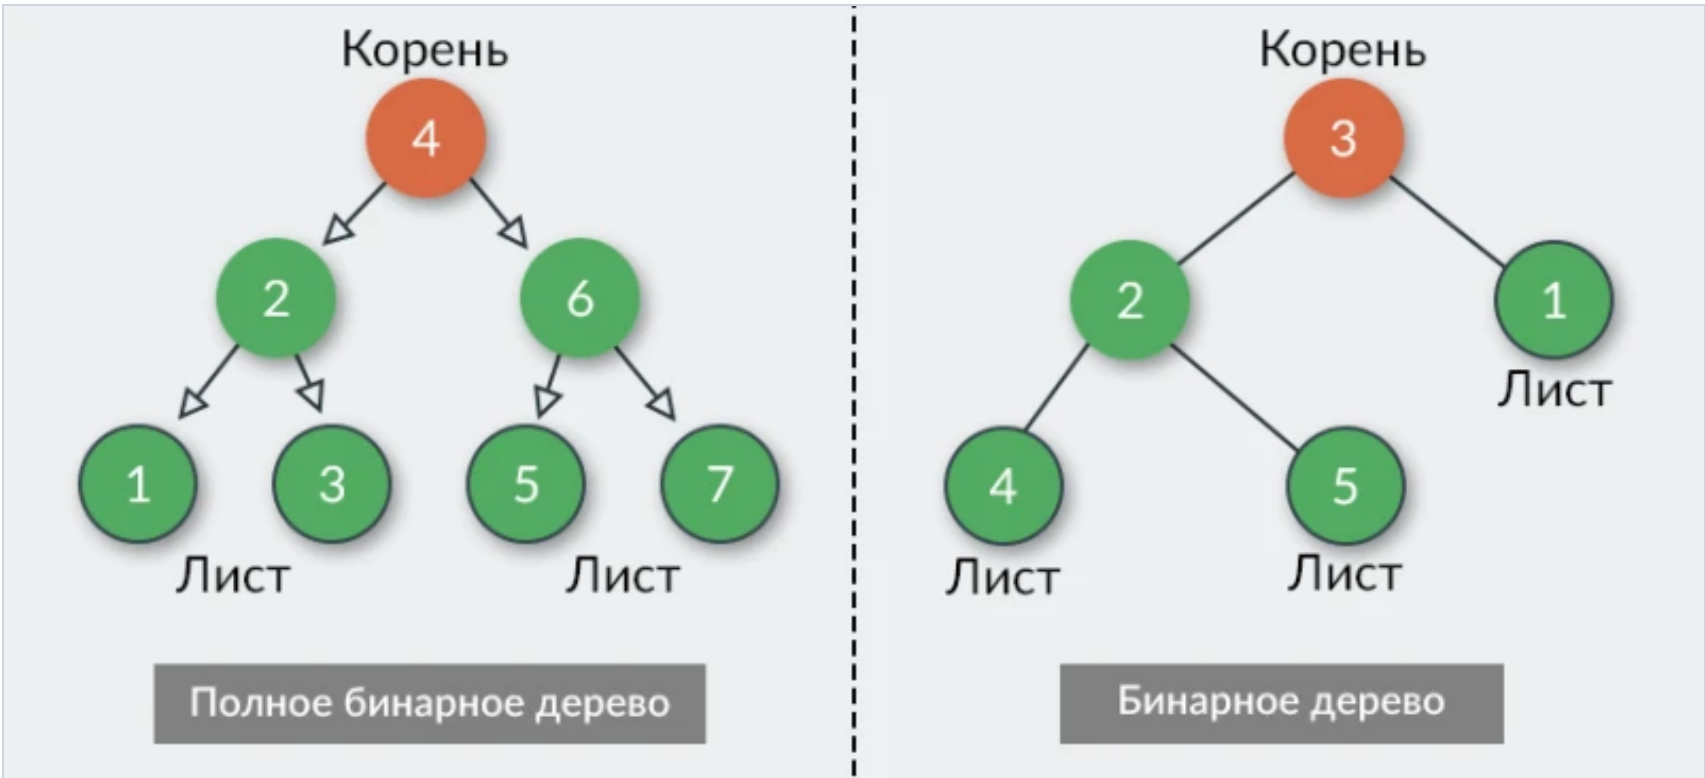 Корень
4
2
6
1
3
5
7
Лист
Лист
Полное бинарное дерево
Корень
3
2
1
Лист
4
5
Лист
Лист
Бинарное дерево